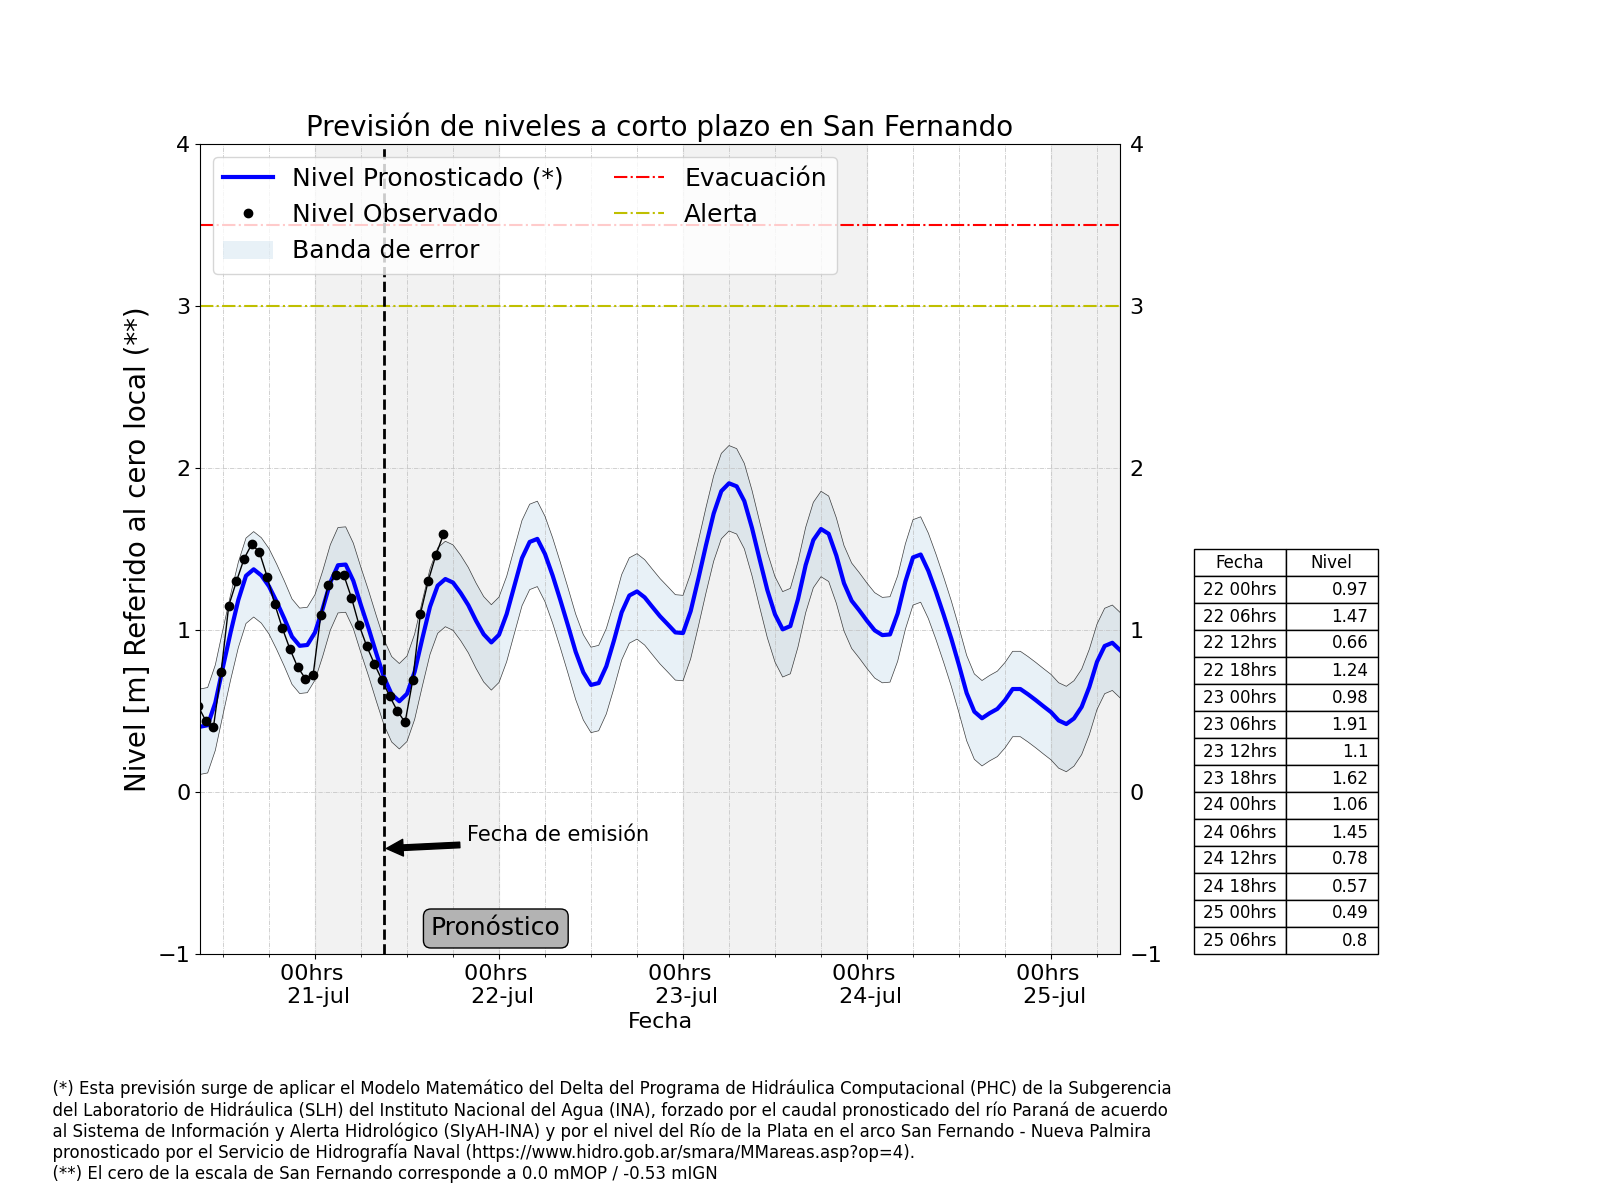 Previsión de niveles a corto plazo en San Fernando
Nivel Pronosticado (*)
Nivel Observado
Banda de error
Evacuación
Alerta
Nivel [m] Referido al cero local (**)
4
3
2
1
0
−1
4
3
2
1
0
−1
Fecha de emisión
Pronóstico
00hrs
21-jul
00hrs
22-jul
00hrs
23-jul
00hrs
24-jul
00hrs
25-jul
Fecha
Fecha Nivel
22 00hrs 0.97
22 06hrs 1.47
22 12hrs 0.66
22 18hrs 1.24
23 00hrs 0.98
23 06hrs 1.91
23 12hrs 1.1
23 18hrs 1.62
24 00hrs 1.06
24 06hrs 1.45
24 12hrs 0.78
24 18hrs 0.57
25 00hrs 0.49
25 06hrs 0.8
(*) Esta previsión surge de aplicar el Modelo Matemático del Delta del Programa de Hidráulica Computacional (PHC) de la Subgerencia
del Laboratorio de Hidráulica (SLH) del Instituto Nacional del Agua (INA), forzado por el caudal pronosticado del río Paraná de acuerdo
al Sistema de Información y Alerta Hidrológico (SIyAH-INA) y por el nivel del Río de la Plata en el arco San Fernando - Nueva Palmira
pronosticado por el Servicio de Hidrografía Naval (https://www.hidro.gob.ar/smara/MMareas.asp?op=4).
(**) El cero de la escala de San Fernando corresponde a 0.0 mMOP / -0.53 mIGN